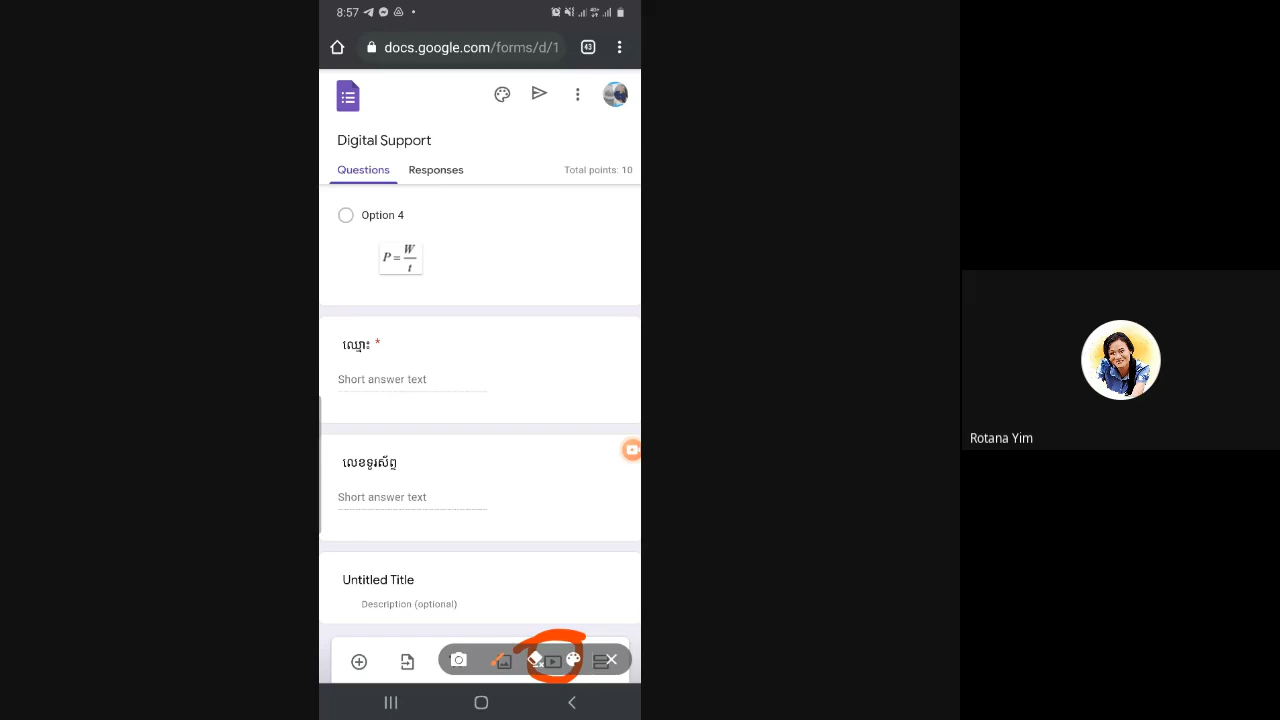 8:57
docs.google.com/forms/d/1
43
Digital Support
Questions Responses Total points: 10
Option 4
P = W/t
ឈ្មោះ *
Short answer text
លេខទូរស័ព្ទ
Short answer text
Untitled Title
Description (optional)
Rotana Yim